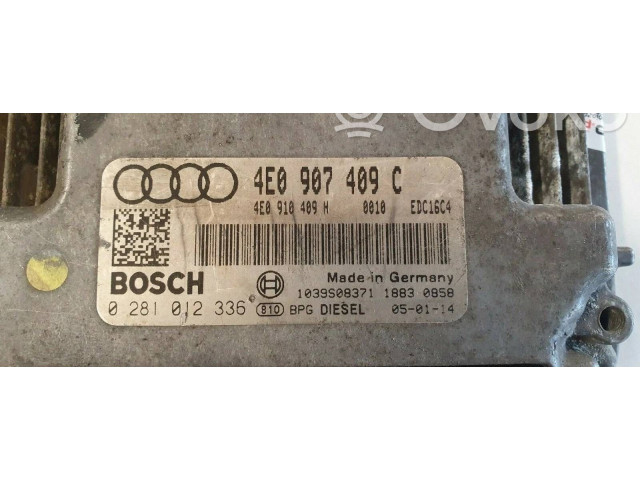 4E0 907 409 C
4E0 910 409 H 0010 EDC16C4
BOSCH
Made in Germany
1039S08371 1883 0858
0 281 012 336 810 BPG DIESEL 05-01-14